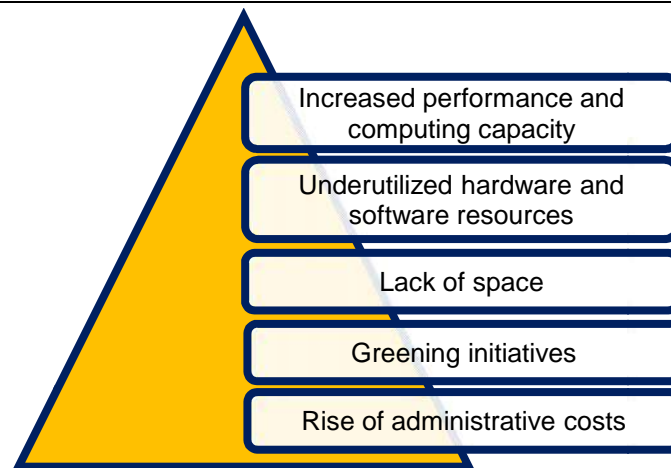 Increased performance and
computing capacity
Underutilized hardware and
software resources
Lack of space
Greening initiatives
Rise of administrative costs